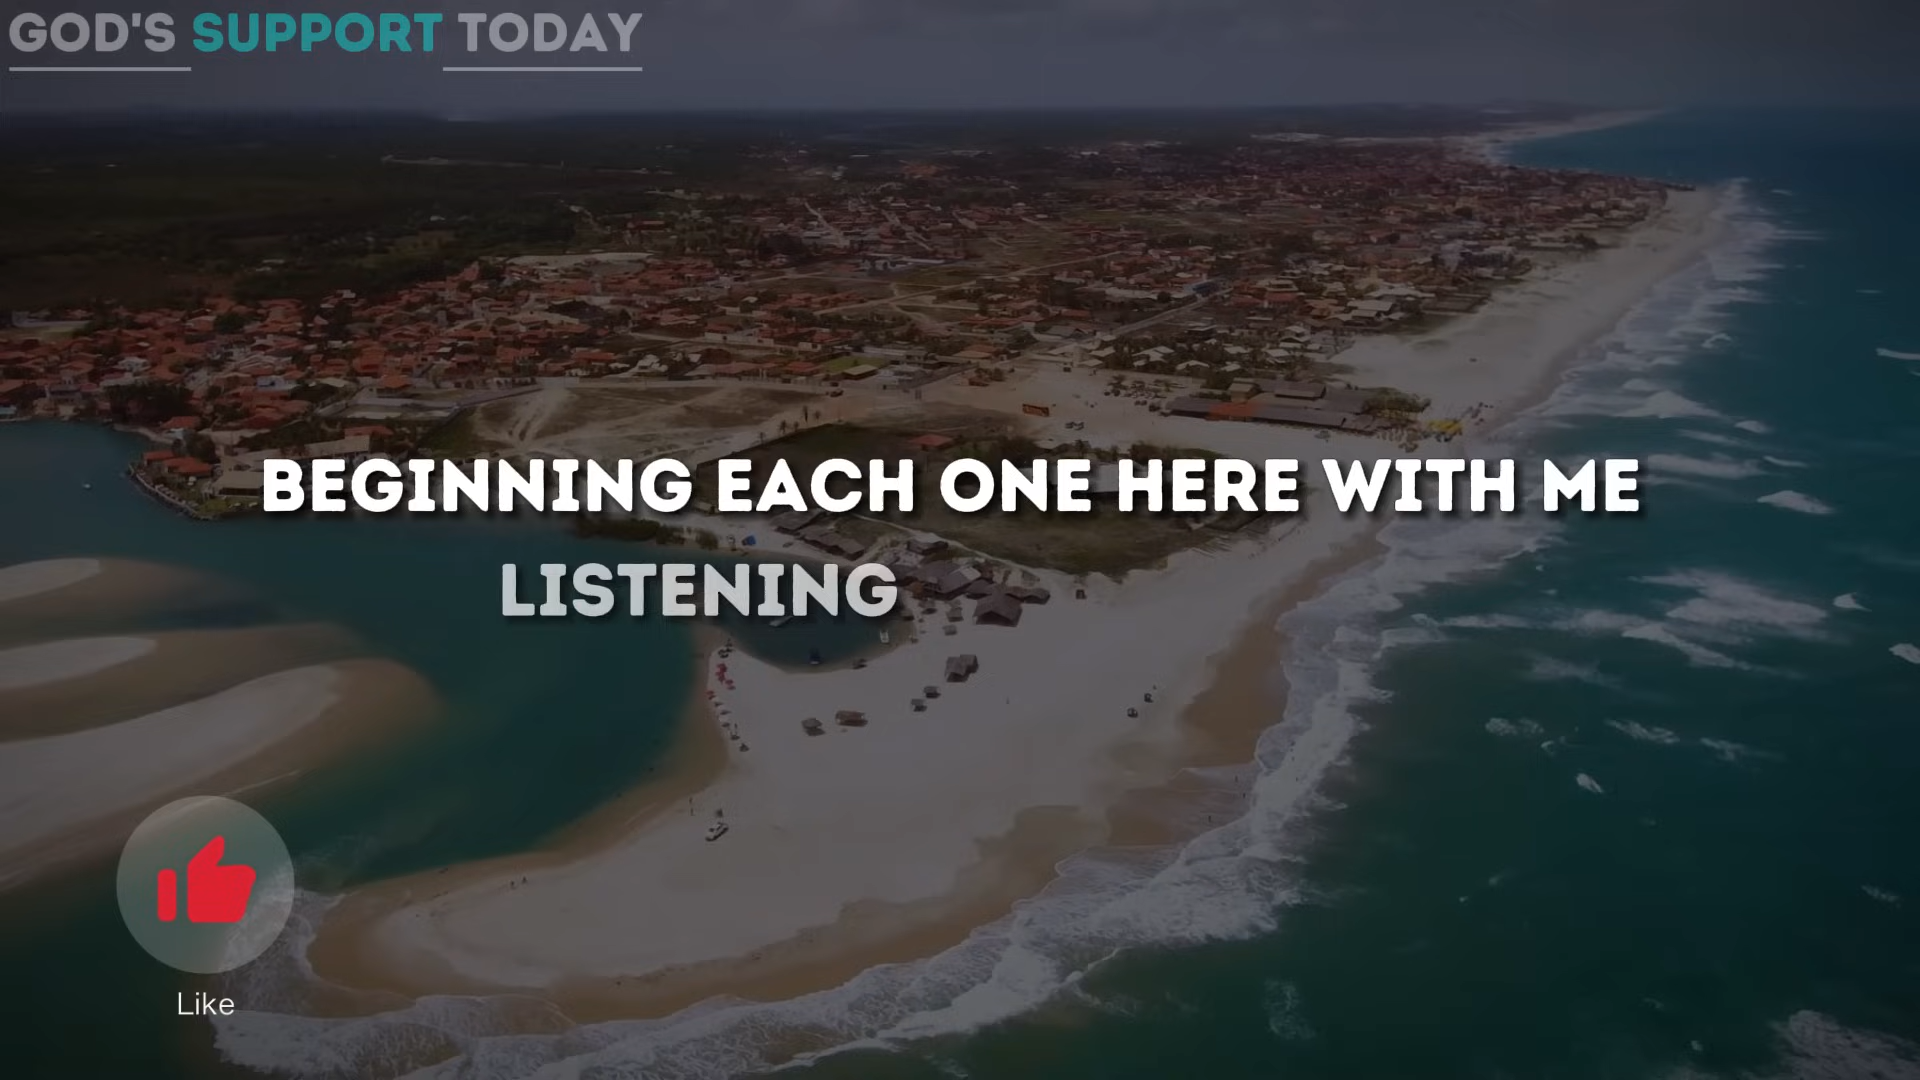 GOD'S SUPPORT TODAY
BEGINNING EACH ONE HERE WITH ME
LISTENING
Like